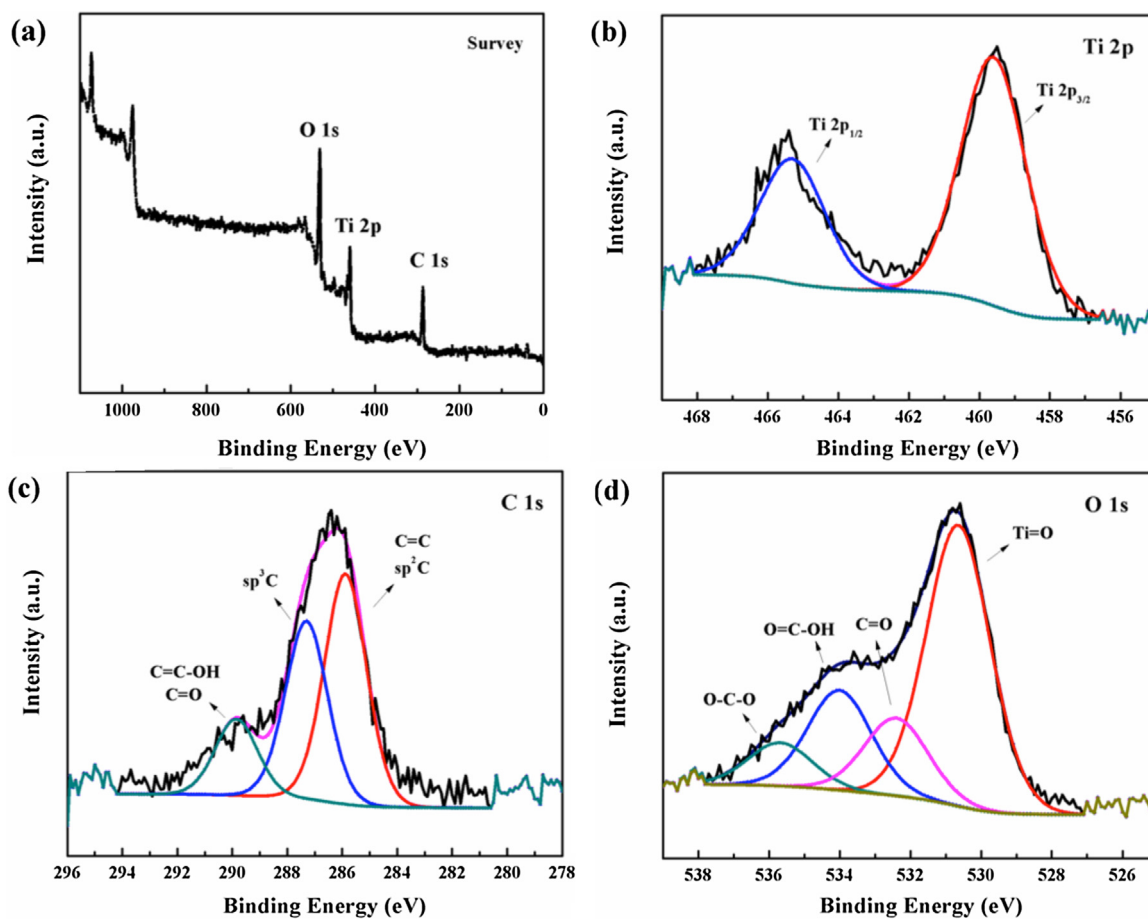 (a)
Survey
O 1s
Ti 2p
C 1s
Intensity (a.u.)
1000 800 600 400 200 0
Binding Energy (eV)
(b)
Ti 2p
Ti 2p3/2
Ti 2p1/2
Intensity (a.u.)
468 466 464 462 460 458 456
Binding Energy (eV)
(c)
C 1s
C=C
sp²C
sp³C
C=C-OH
C=O
Intensity (a.u.)
296 294 292 290 288 286 284 282 280 278
Binding Energy (eV)
(d)
O 1s
Ti=O
C=O
O=C-OH
O-C-O
Intensity (a.u.)
538 536 534 532 530 528 526
Binding Energy (eV)